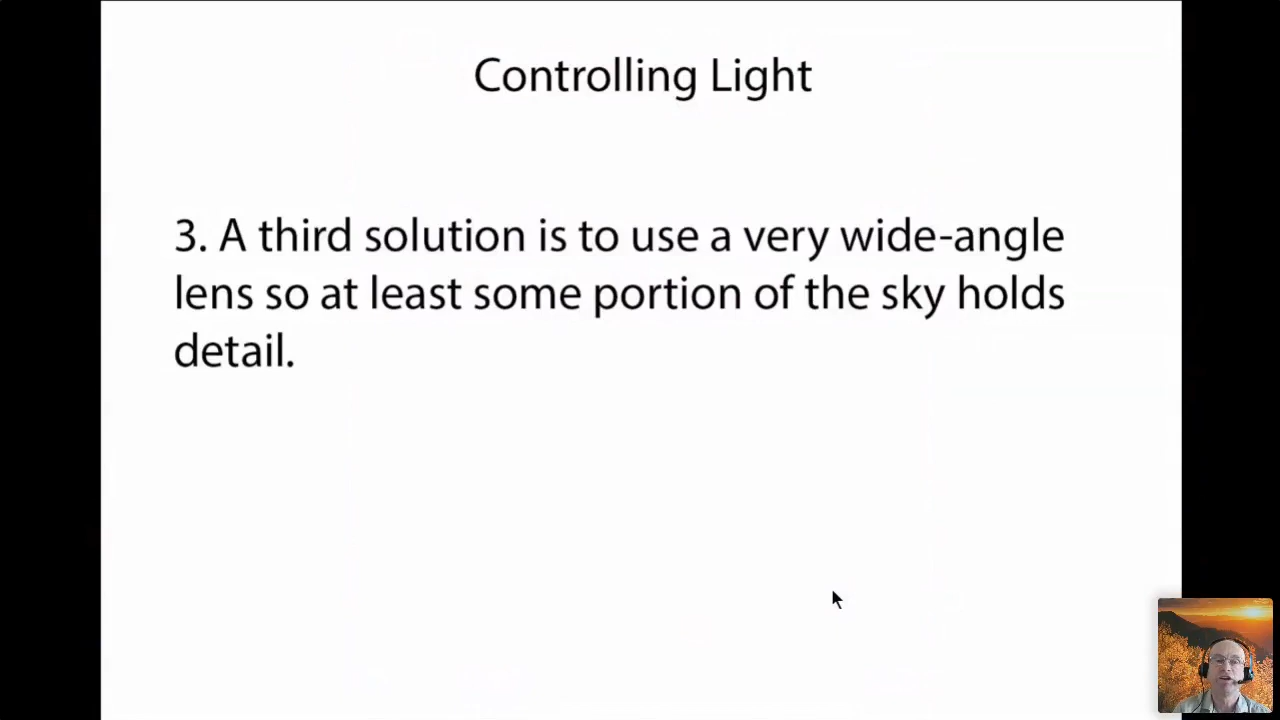 Controlling Light
3. A third solution is to use a very wide-angle
lens so at least some portion of the sky holds
detail.